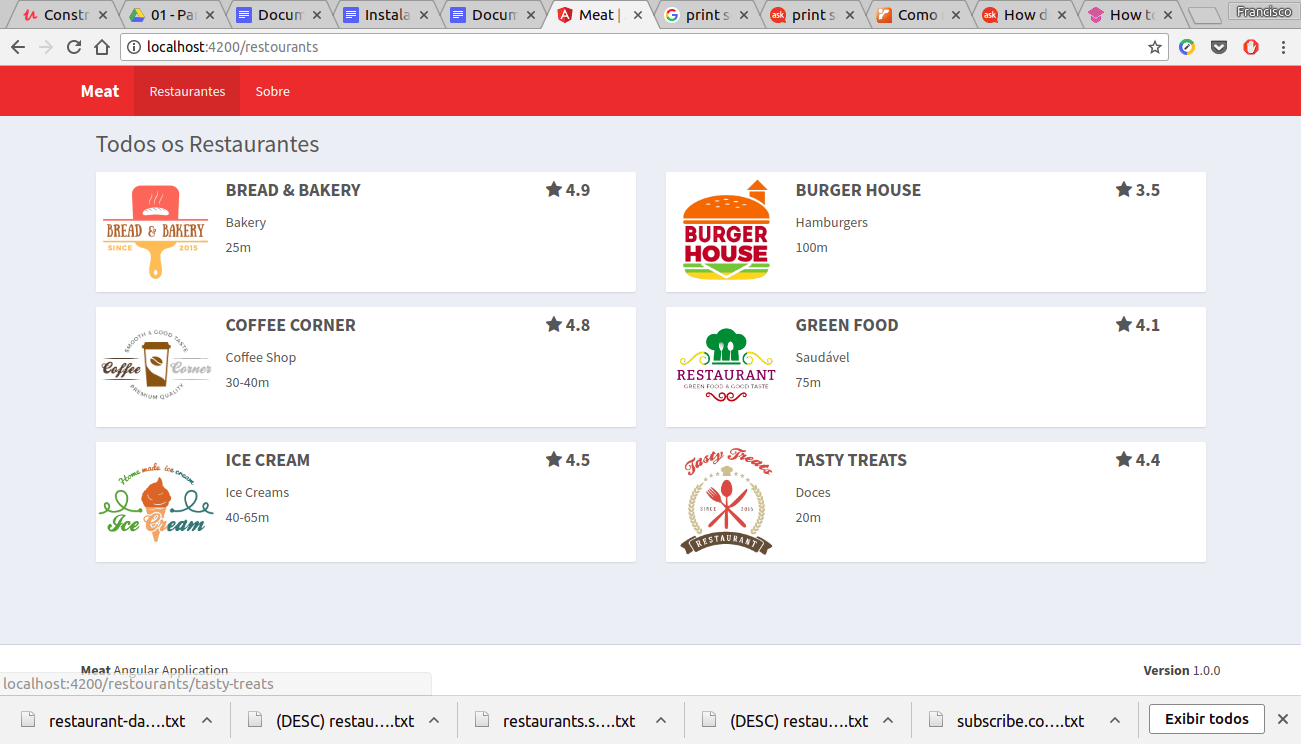 Constr
01 - Pa
Docum
Instala
Docum
Meat |
print s
print s
Como
How d
How to
Francisco
localhost:4200/restourants
Meat Restaurantes Sobre
Todos os Restaurantes
BREAD & BAKERY
SINCE 2015
BREAD & BAKERY ★ 4.9
Bakery
25m
BURGER
HOUSE
BURGER HOUSE ★ 3.5
Hamburgers
100m
SMOOTH & GOOD TASTE
Coffee Corner
PREMIUM QUALITY
COFFEE CORNER ★ 4.8
Coffee Shop
30-40m
RESTAURANT
GREEN FOOD & GOOD TASTE
GREEN FOOD ★ 4.1
Saudável
75m
Home made ice cream
Ice Cream
ICE CREAM ★ 4.5
Ice Creams
40-65m
Tasty Treats
SINCE 2015
RESTAURANT
TASTY TREATS ★ 4.4
Doces
20m
Meat Angular Application
Version 1.0.0
localhost:4200/restourants/tasty-treats
restaurant-da....txt
(DESC) restau....txt
restaurants.s....txt
(DESC) restau....txt
subscribe.co....txt
Exibir todos